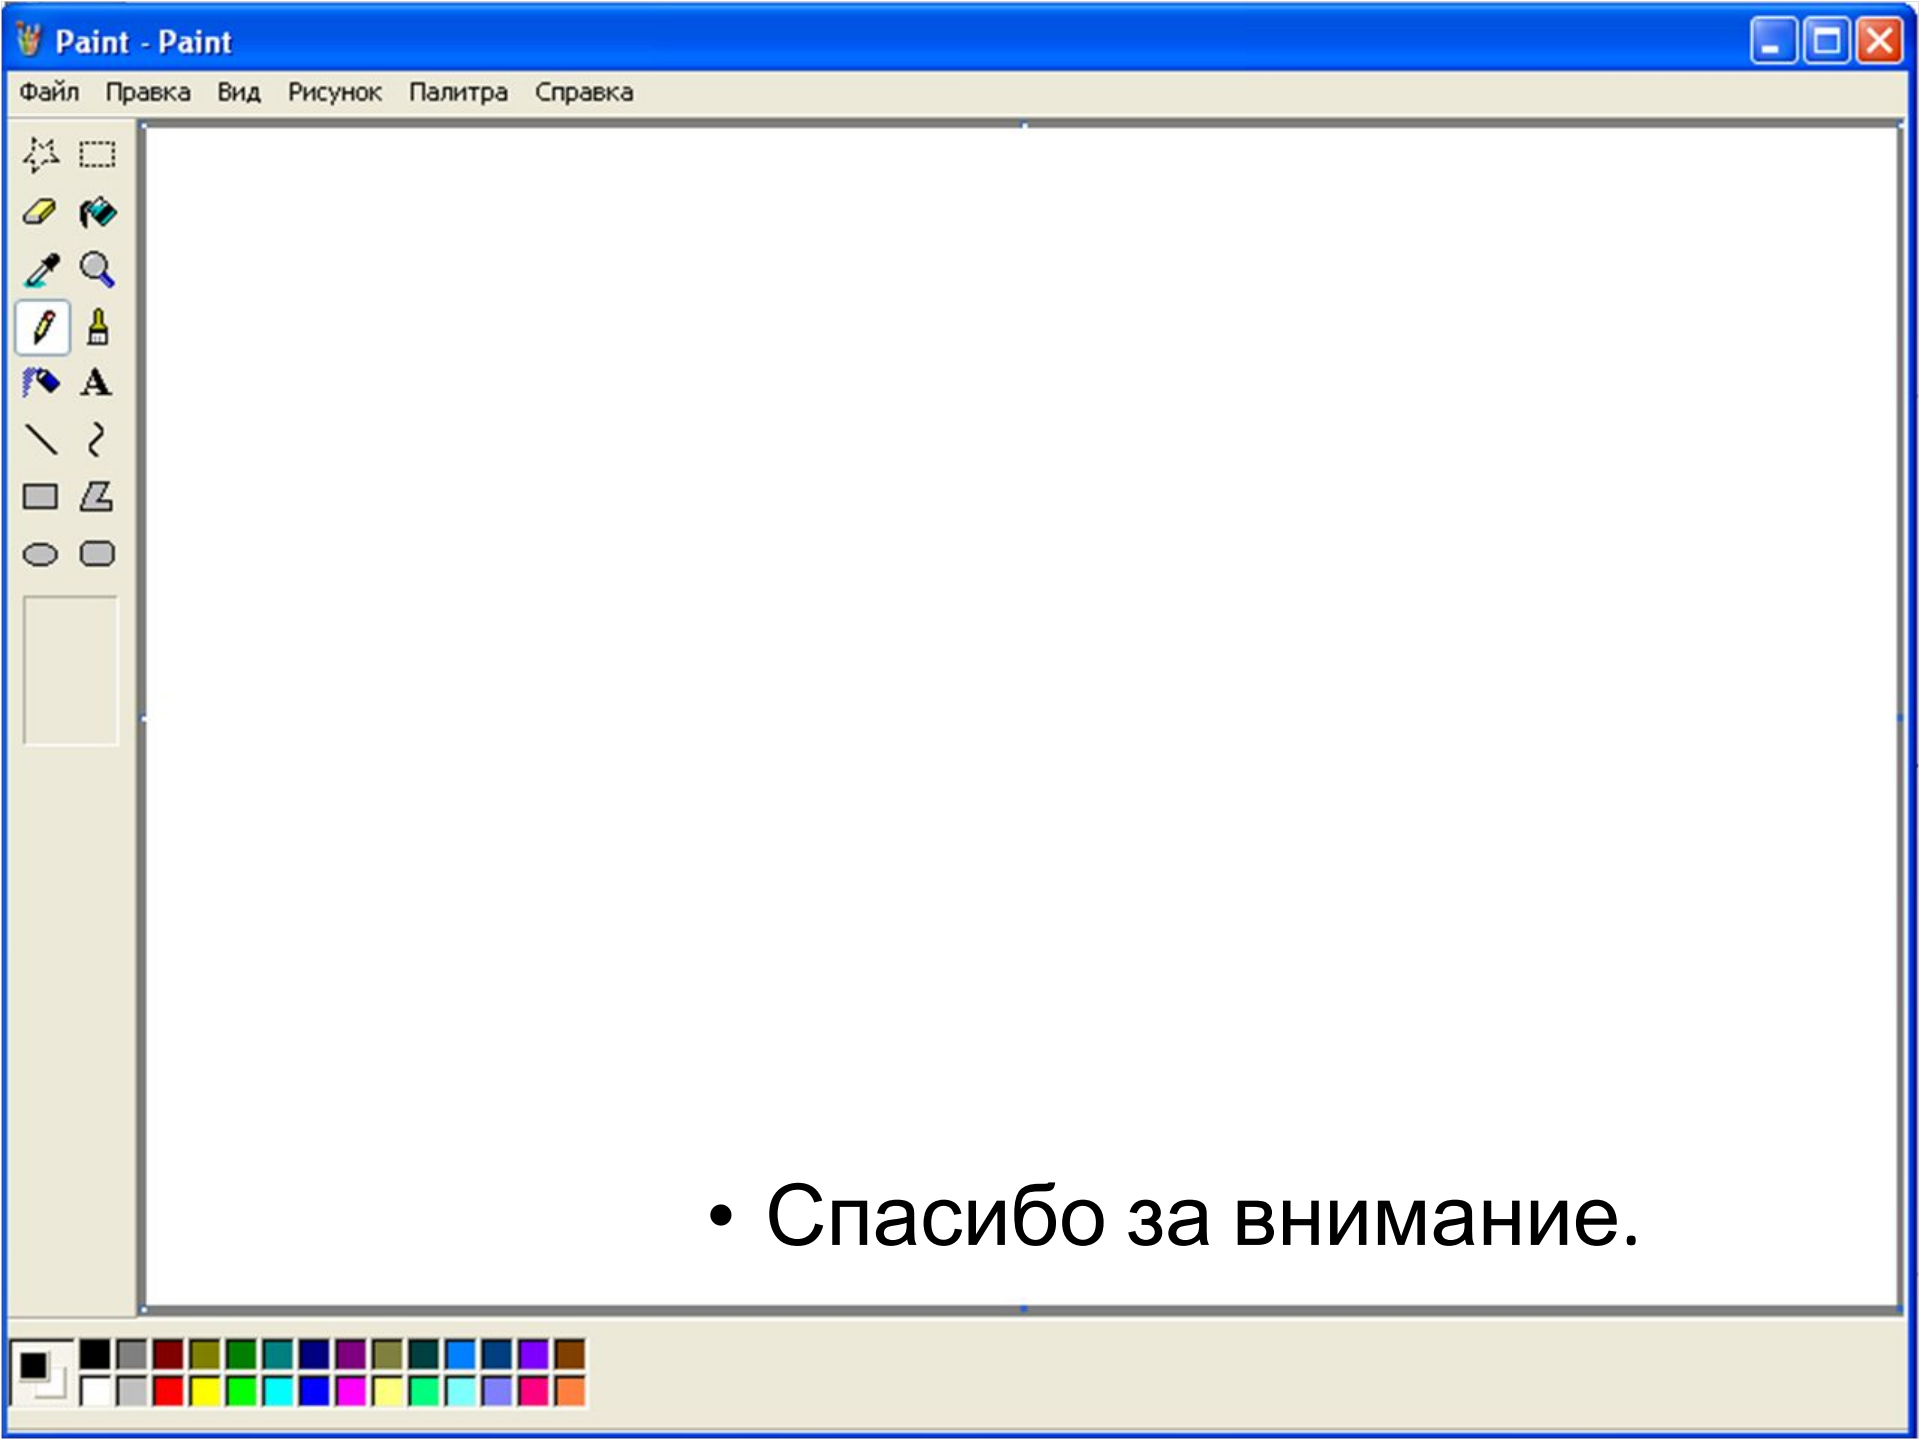 Paint - Paint
Файл Правка Вид Рисунок Палитра Справка
A
• Спасибо за внимание.